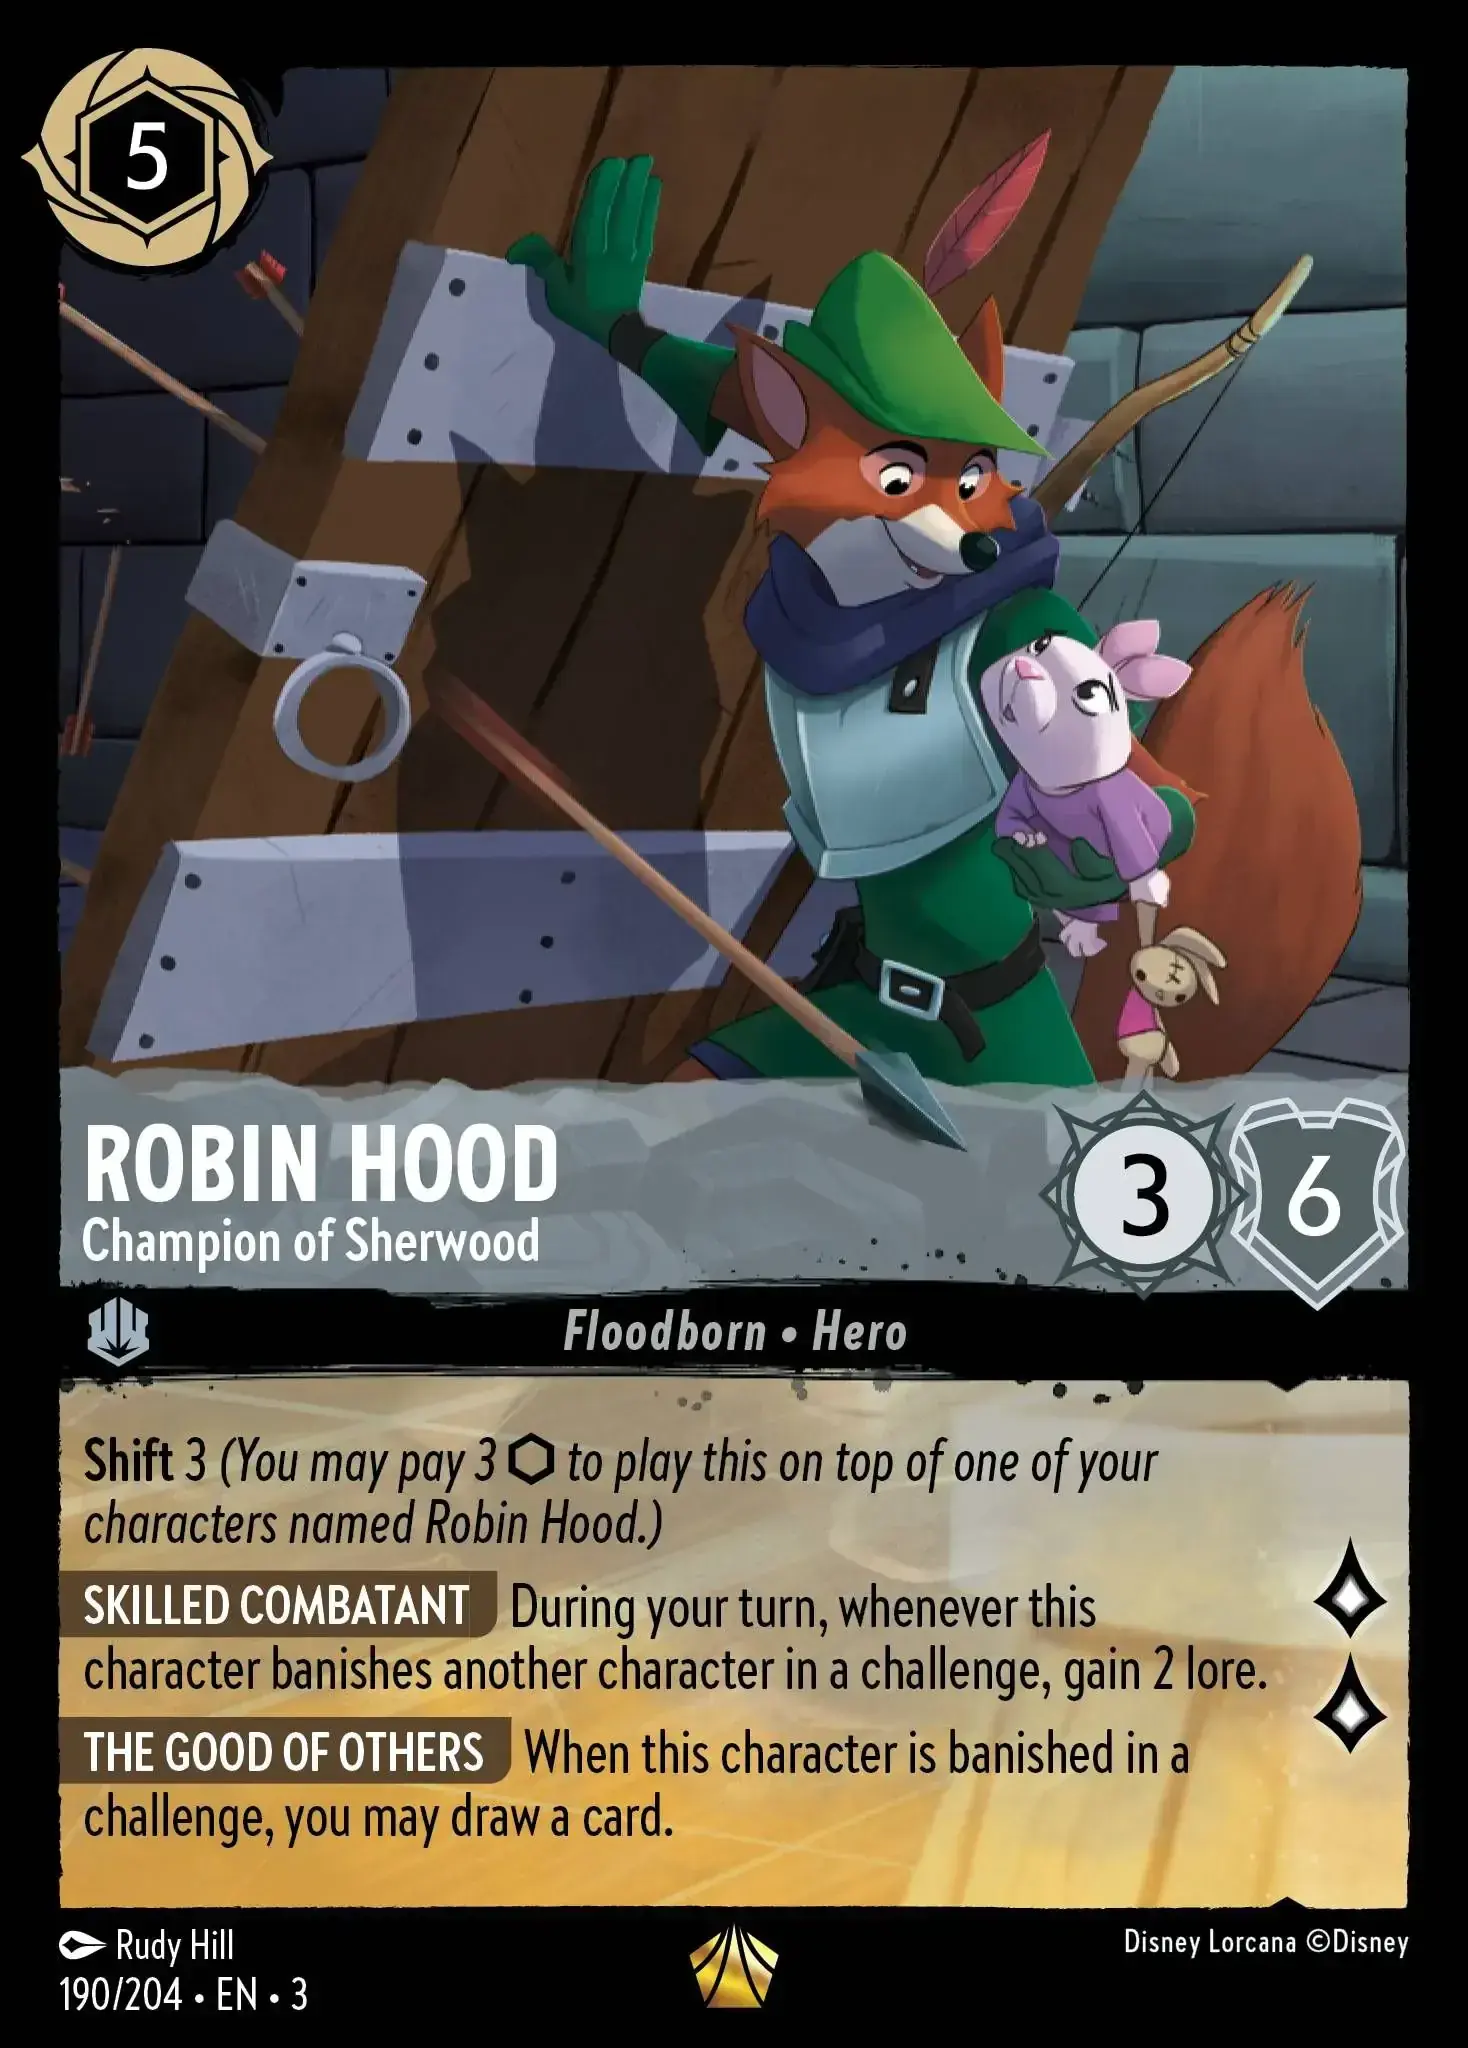 5
ROBIN HOOD
Champion of Sherwood
3
6
Floodborn • Hero
Shift 3 (You may pay 3 ⬡ to play this on top of one of your
characters named Robin Hood.)
SKILLED COMBATANT During your turn, whenever this
character banishes another character in a challenge, gain 2 lore.
THE GOOD OF OTHERS When this character is banished in a
challenge, you may draw a card.
Rudy Hill
190/204 • EN • 3
Disney Lorcana ©Disney